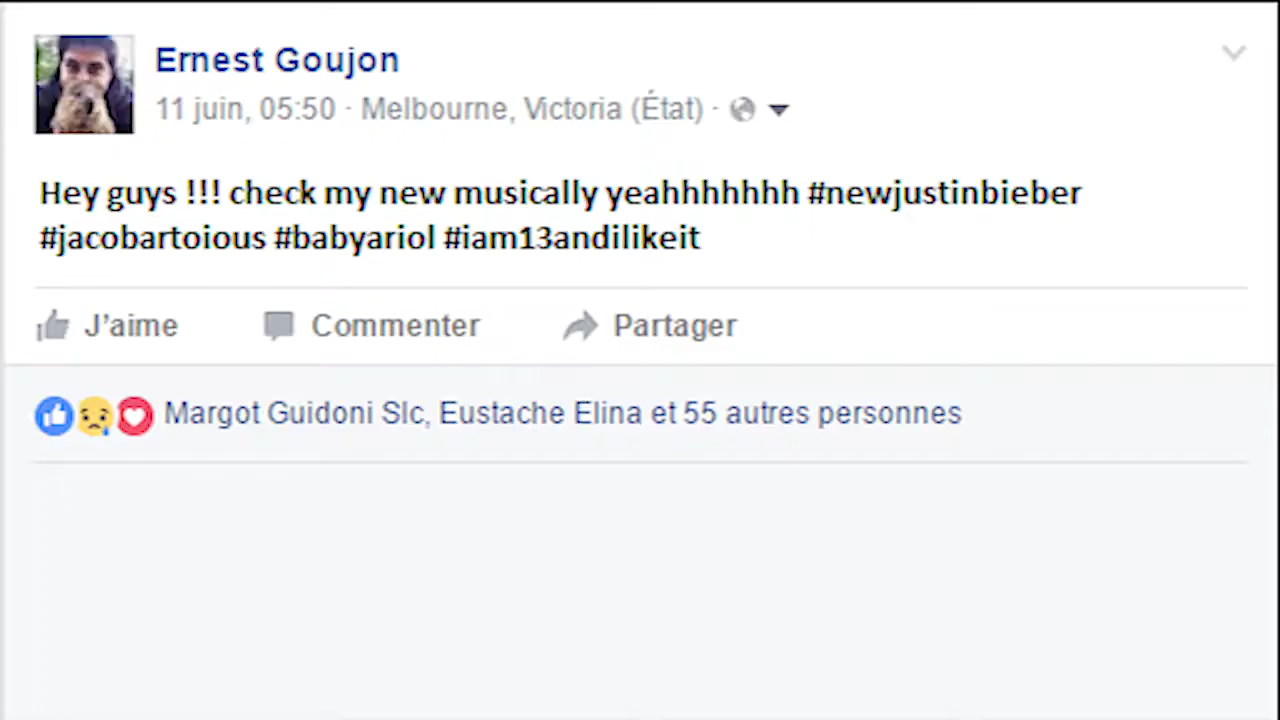 Ernest Goujon
11 juin, 05:50 · Melbourne, Victoria (État) ·
Hey guys !!! check my new musically yeahhhhhhh #newjustinbieber
#jacobartoious #babyariol #iam13andilikeit
J'aime Commenter Partager
Margot Guidoni Slc, Eustache Elina et 55 autres personnes